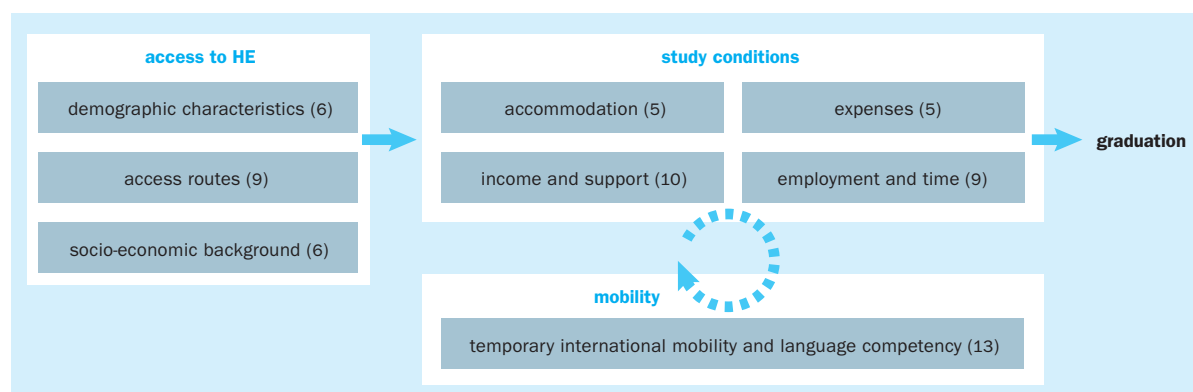 access to HE
demographic characteristics (6)
access routes (9)
socio-economic background (6)
study conditions
accommodation (5)
expenses (5)
income and support (10)
employment and time (9)
graduation
mobility
temporary international mobility and language competency (13)